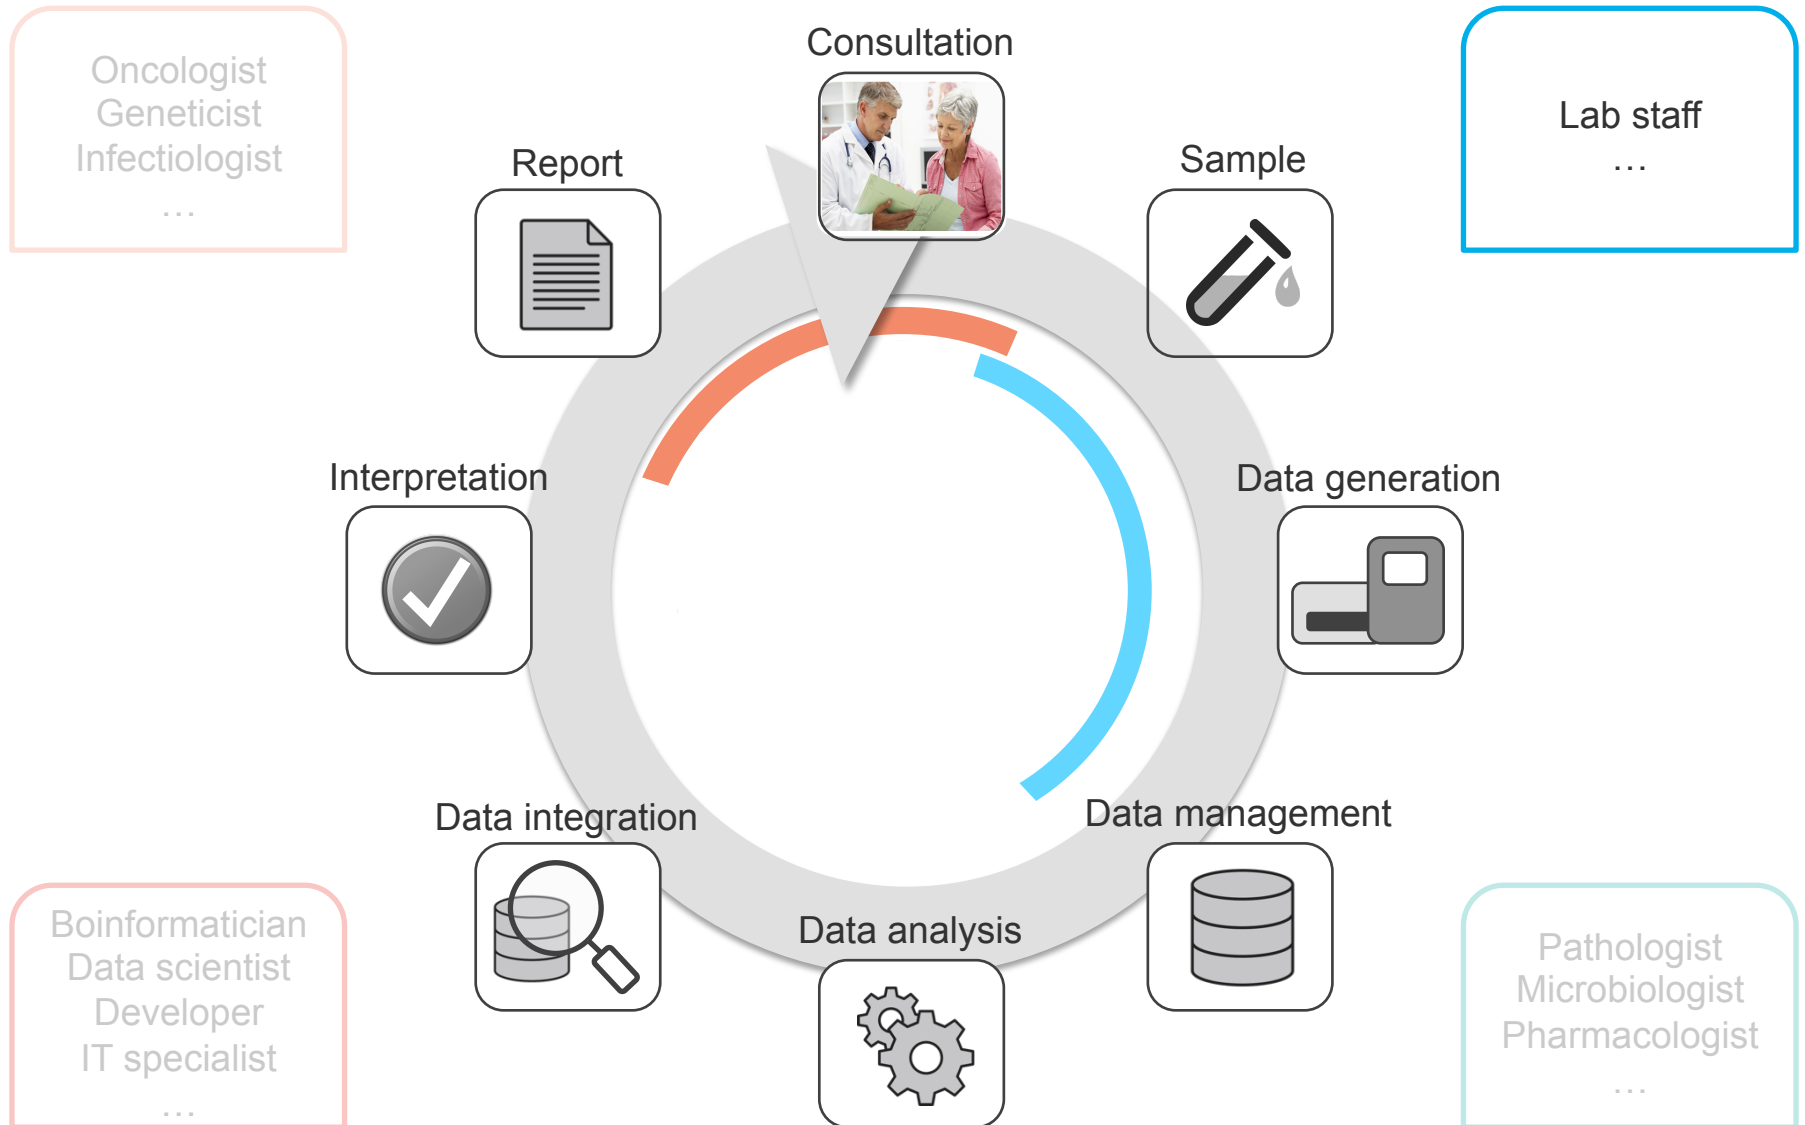 Oncologist
Geneticist
Infectiologist
…
Consultation
Lab staff
…
Report
Sample
Interpretation
Data generation
Data integration
Data management
Data analysis
Boinformatician
Data scientist
Developer
IT specialist
…
Pathologist
Microbiologist
Pharmacologist
…